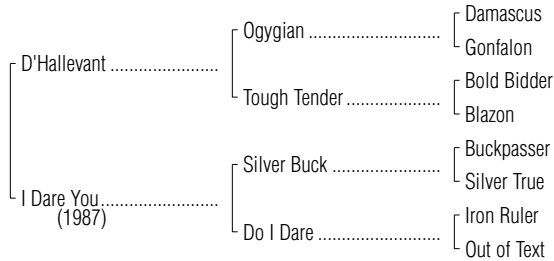 Damascus
Ogygian ...........................
Gonfalon
D'Hallevant ......................
Bold Bidder
Tough Tender ...................
Blazon
Buckpasser
Silver Buck ......................
Silver True
I Dare You........................
(1987)
Iron Ruler
Do I Dare .........................
Out of Text